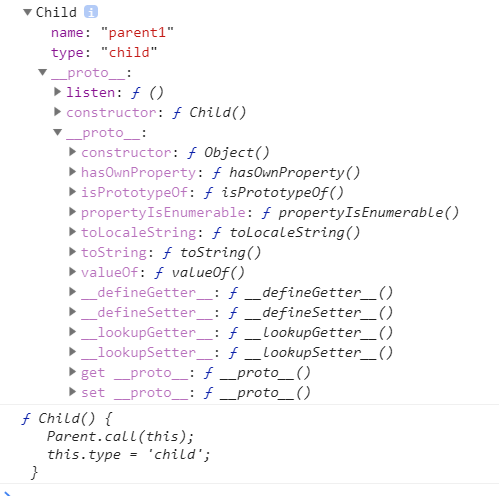 ▼Child i
name: "parent1"
type: "child"
▼__proto__:
▶listen: ƒ ()
▶constructor: ƒ Child()
▼__proto__:
▶constructor: ƒ Object()
▶hasOwnProperty: ƒ hasOwnProperty()
▶isPrototypeOf: ƒ isPrototypeOf()
▶propertyIsEnumerable: ƒ propertyIsEnumerable()
▶toLocaleString: ƒ toLocaleString()
▶toString: ƒ toString()
▶valueOf: ƒ valueOf()
▶__defineGetter__: ƒ __defineGetter__()
▶__defineSetter__: ƒ __defineSetter__()
▶__lookupGetter__: ƒ __lookupGetter__()
▶__lookupSetter__: ƒ __lookupSetter__()
▶get __proto__: ƒ __proto__()
▶set __proto__: ƒ __proto__()
ƒ Child() {
Parent.call(this);
this.type = 'child';
}